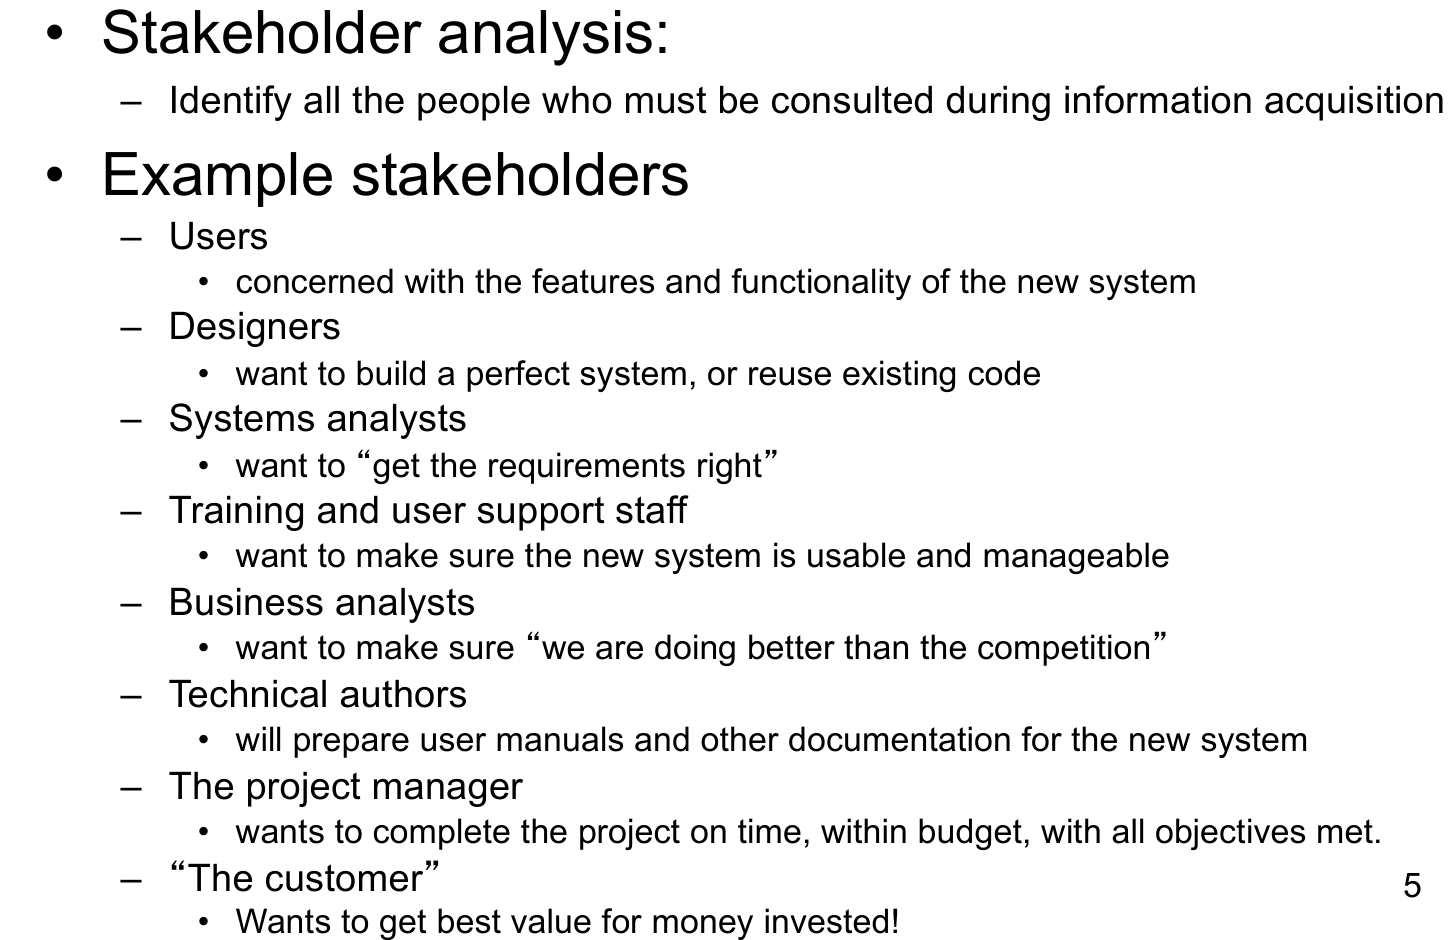 • Stakeholder analysis:
– Identify all the people who must be consulted during information acquisition
• Example stakeholders
– Users
• concerned with the features and functionality of the new system
– Designers
• want to build a perfect system, or reuse existing code
– Systems analysts
• want to “get the requirements right”
– Training and user support staff
• want to make sure the new system is usable and manageable
– Business analysts
• want to make sure “we are doing better than the competition”
– Technical authors
• will prepare user manuals and other documentation for the new system
– The project manager
• wants to complete the project on time, within budget, with all objectives met.
– “The customer”
• Wants to get best value for money invested!
5